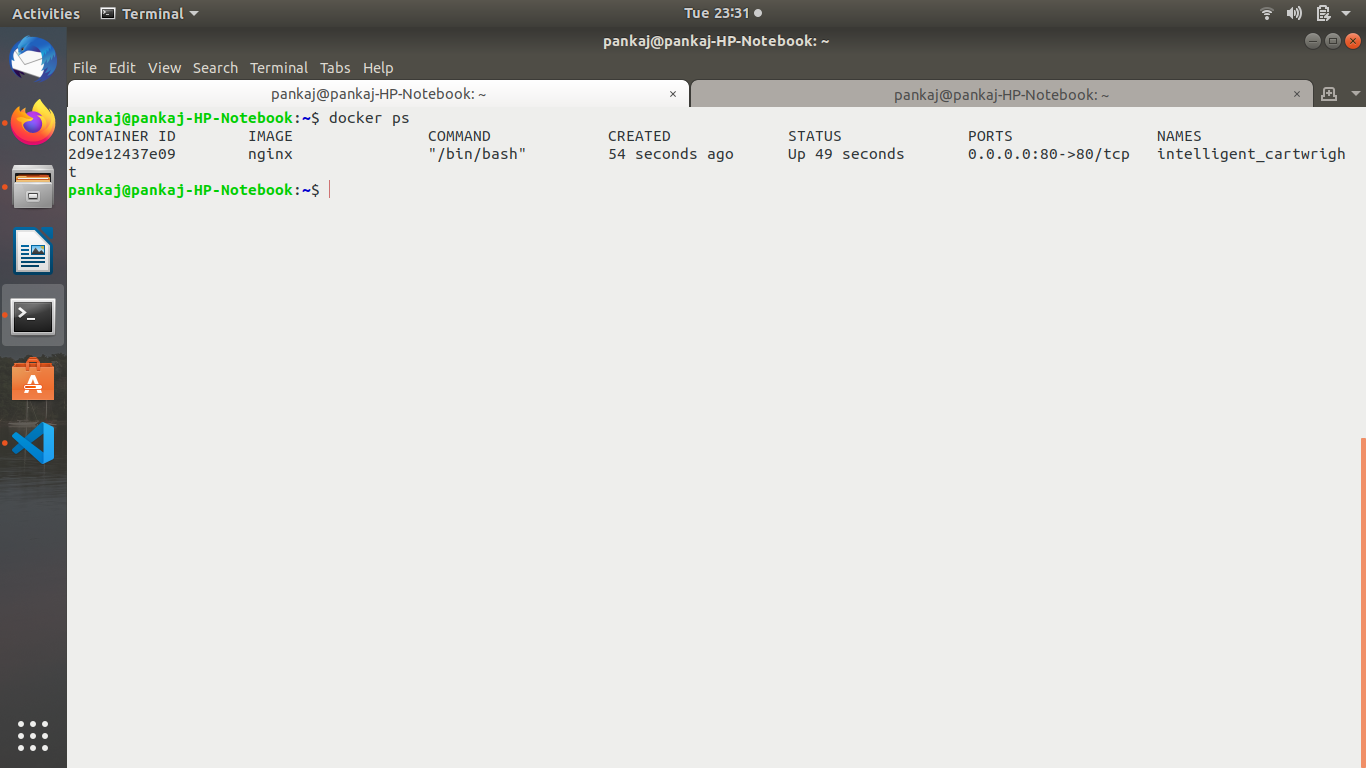 Activities Terminal Tue 23:31
pankaj@pankaj-HP-Notebook: ~
File Edit View Search Terminal Tabs Help
pankaj@pankaj-HP-Notebook: ~ × pankaj@pankaj-HP-Notebook: ~ ×
pankaj@pankaj-HP-Notebook:~$ docker ps
CONTAINER ID IMAGE COMMAND CREATED STATUS PORTS NAMES
2d9e12437e09 nginx "/bin/bash" 54 seconds ago Up 49 seconds 0.0.0.0:80->80/tcp intelligent_cartwrigh
t
pankaj@pankaj-HP-Notebook:~$